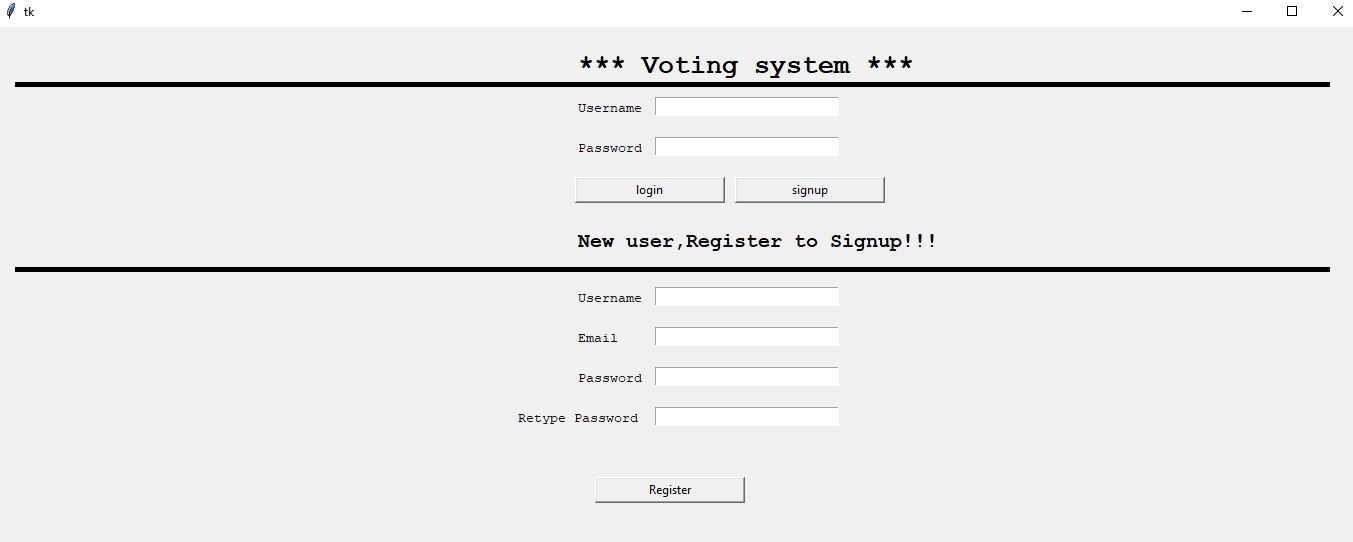 tk
*** Voting system ***
Username
Password
login signup
New user,Register to Signup!!!
Username
Email
Password
Retype Password
Register